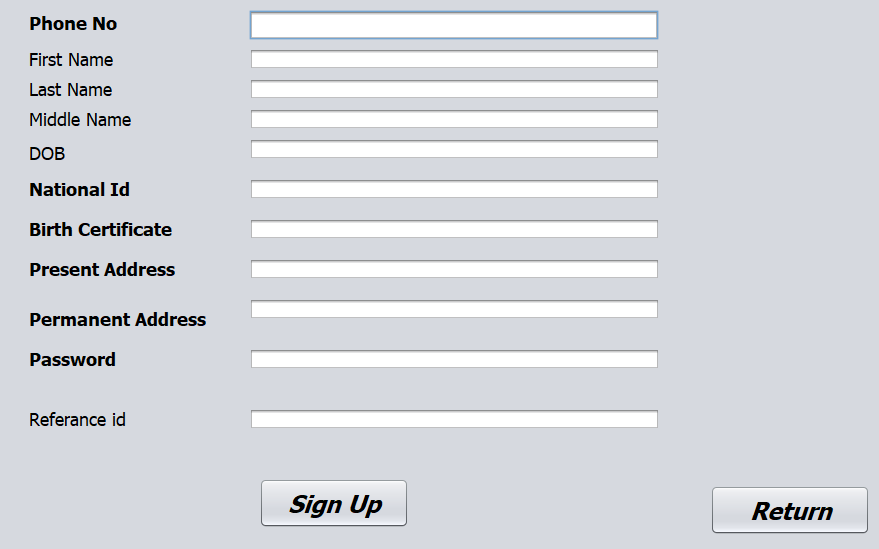 Phone No
First Name
Last Name
Middle Name
DOB
National Id
Birth Certificate
Present Address
Permanent Address
Password
Referance id
Sign Up
Return